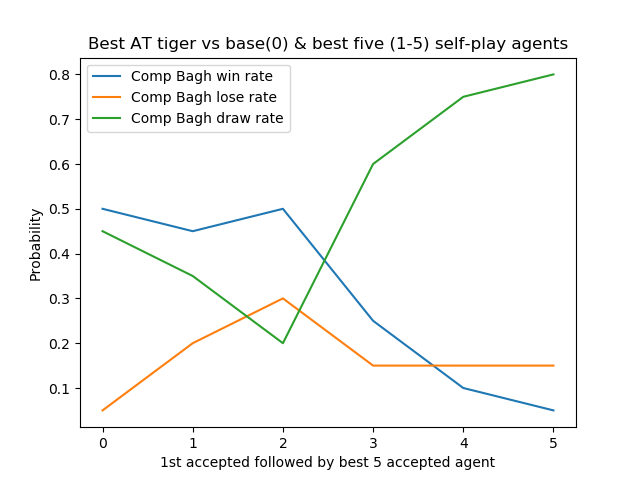 Best AT tiger vs base(0) & best five (1-5) self-play agents
Comp Bagh win rate
Comp Bagh lose rate
Comp Bagh draw rate
0.8
0.7
0.6
0.5
0.4
0.3
0.2
0.1
Probability
0 1 2 3 4 5
1st accepted followed by best 5 accepted agent